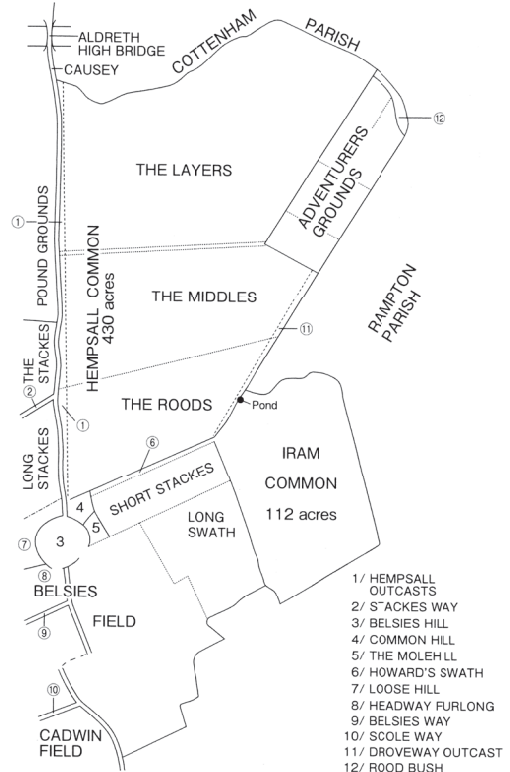 ALDRETH
HIGH BRIDGE
CAUSEY
COTTENHAM PARISH
⑫
ADVENTURERS
GROUNDS
THE LAYERS
①
POUND GROUNDS
HEMPSALL COMMON
430 acres
THE MIDDLES
⑪
RAMPTON
PARISH
THE
STACKES
②
①
THE ROODS
Pond
⑥
LONG
STACKES
SHORT STACKES
IRAM
COMMON
112 acres
4
5
3
⑦
LONG
SWATH
⑧
BELSIES
FIELD
⑨
⑩
CADWIN
FIELD
1/ HEMPSALL
OUTCASTS
2/ STACKES WAY
3/ BELSIES HILL
4/ COMMON HILL
5/ THE MOLEHILL
6/ HOWARD'S SWATH
7/ LOOSE HILL
8/ HEADWAY FURLONG
9/ BELSIES WAY
10/ SCOLE WAY
11/ DROVEWAY OUTCAST
12/ ROOD BUSH